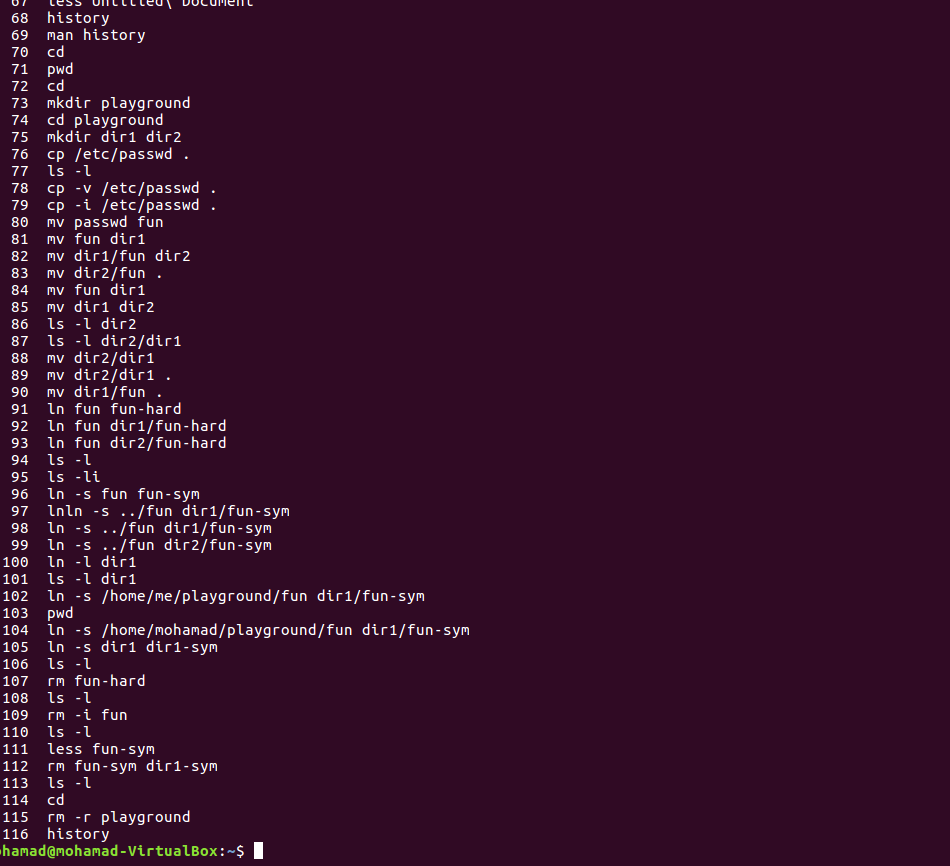 67 less Untitled\ Document
68 history
69 man history
70 cd
71 pwd
72 cd
73 mkdir playground
74 cd playground
75 mkdir dir1 dir2
76 cp /etc/passwd .
77 ls -l
78 cp -v /etc/passwd .
79 cp -i /etc/passwd .
80 mv passwd fun
81 mv fun dir1
82 mv dir1/fun dir2
83 mv dir2/fun .
84 mv fun dir1
85 mv dir1 dir2
86 ls -l dir2
87 ls -l dir2/dir1
88 mv dir2/dir1
89 mv dir2/dir1 .
90 mv dir1/fun .
91 ln fun fun-hard
92 ln fun dir1/fun-hard
93 ln fun dir2/fun-hard
94 ls -l
95 ls -li
96 ln -s fun fun-sym
97 lnln -s ../fun dir1/fun-sym
98 ln -s ../fun dir1/fun-sym
99 ln -s ../fun dir2/fun-sym
100 ln -l dir1
101 ls -l dir1
102 ln -s /home/me/playground/fun dir1/fun-sym
103 pwd
104 ln -s /home/mohamad/playground/fun dir1/fun-sym
105 ln -s dir1 dir1-sym
106 ls -l
107 rm fun-hard
108 ls -l
109 rm -i fun
110 ls -l
111 less fun-sym
112 rm fun-sym dir1-sym
113 ls -l
114 cd
115 rm -r playground
116 history
ohamad@mohamad-VirtualBox:~$